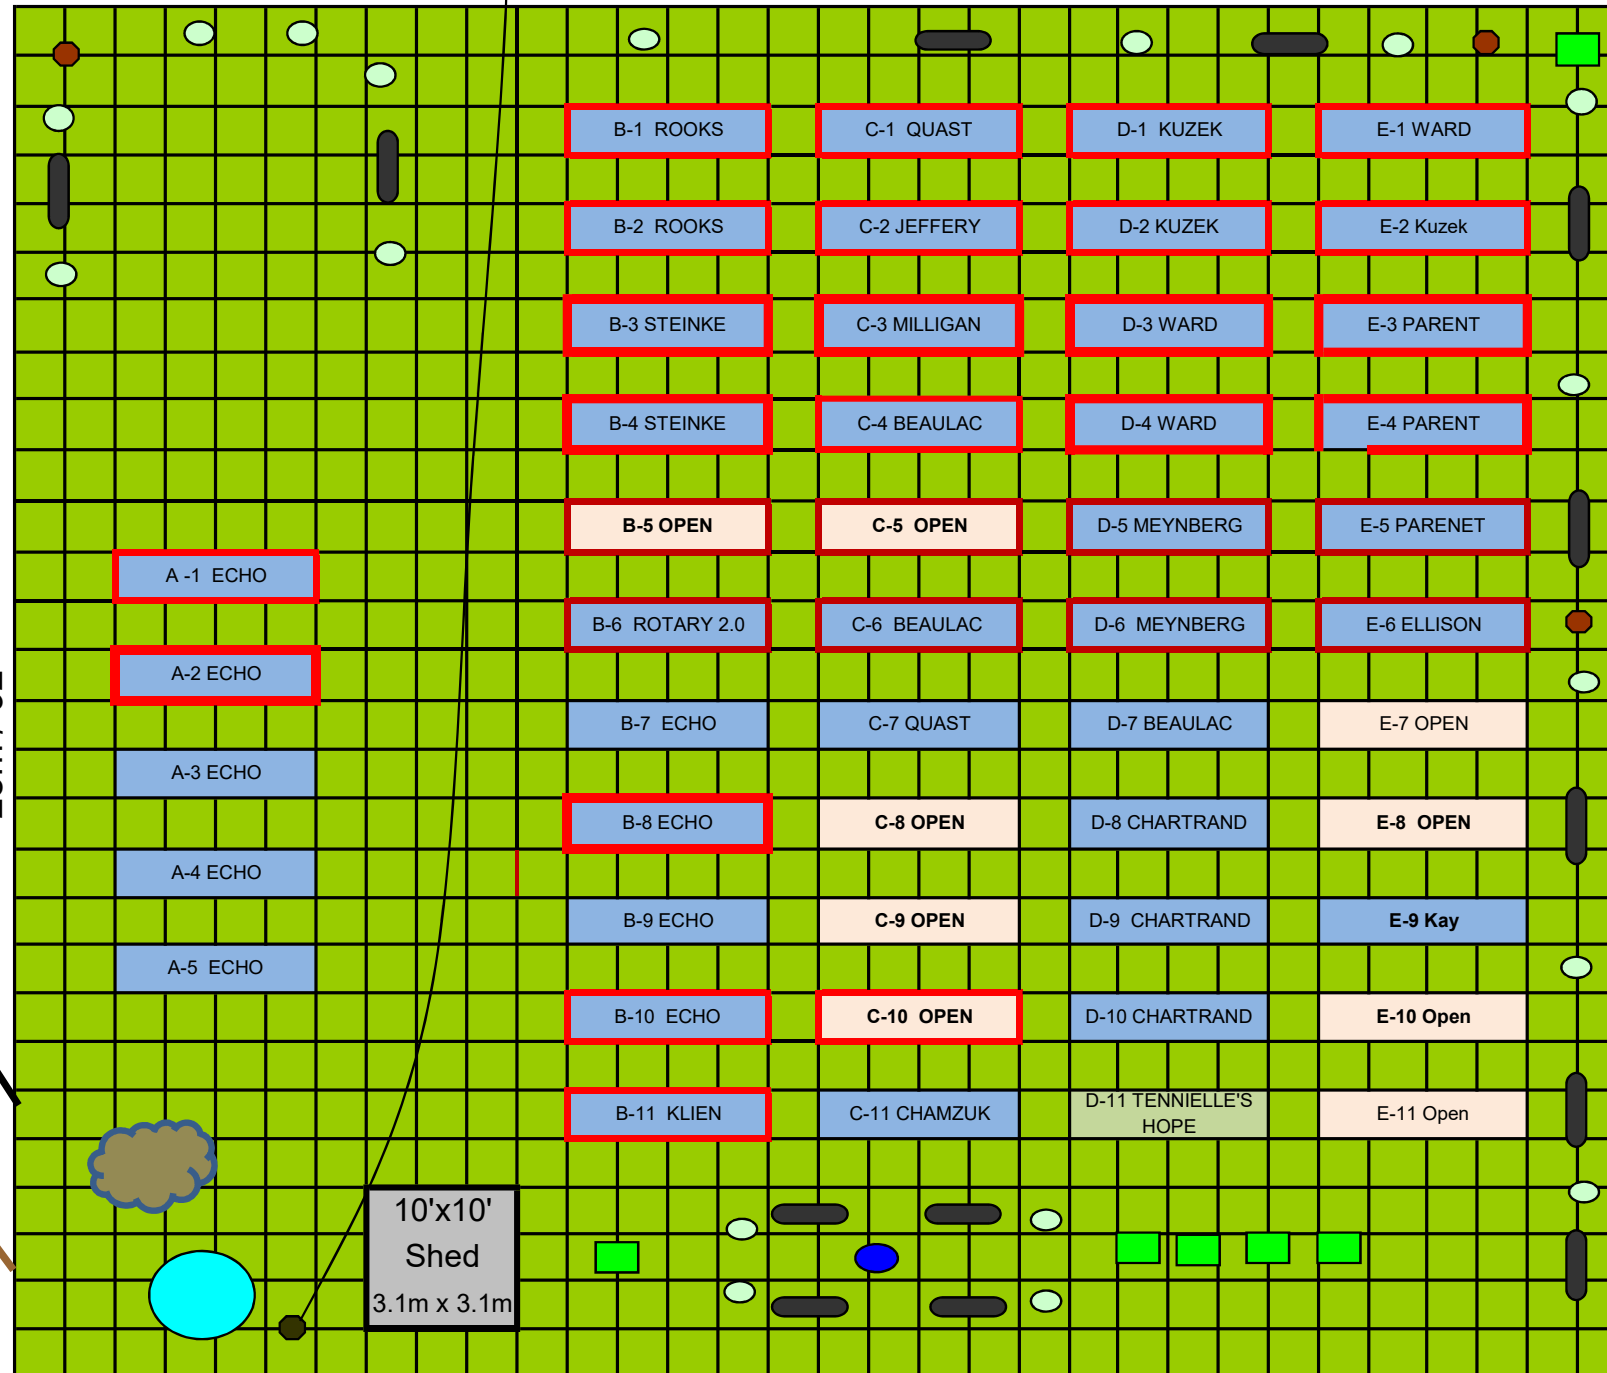 B-1 ROOKS
C-1 QUAST
D-1 KUZEK
E-1 WARD
B-2 ROOKS
C-2 JEFFERY
D-2 KUZEK
E-2 Kuzek
B-3 STEINKE
C-3 MILLIGAN
D-3 WARD
E-3 PARENT
B-4 STEINKE
C-4 BEAULAC
D-4 WARD
E-4 PARENT
B-5 OPEN
C-5 OPEN
D-5 MEYNBERG
E-5 PARENET
A -1 ECHO
B-6 ROTARY 2.0
C-6 BEAULAC
D-6 MEYNBERG
E-6 ELLISON
A-2 ECHO
B-7 ECHO
C-7 QUAST
D-7 BEAULAC
E-7 OPEN
A-3 ECHO
B-8 ECHO
C-8 OPEN
D-8 CHARTRAND
E-8 OPEN
A-4 ECHO
B-9 ECHO
C-9 OPEN
D-9 CHARTRAND
E-9 Kay
A-5 ECHO
B-10 ECHO
C-10 OPEN
D-10 CHARTRAND
E-10 Open
B-11 KLIEN
C-11 CHAMZUK
D-11 TENNIELLE'S
HOPE
E-11 Open
10'x10'
Shed
3.1m x 3.1m